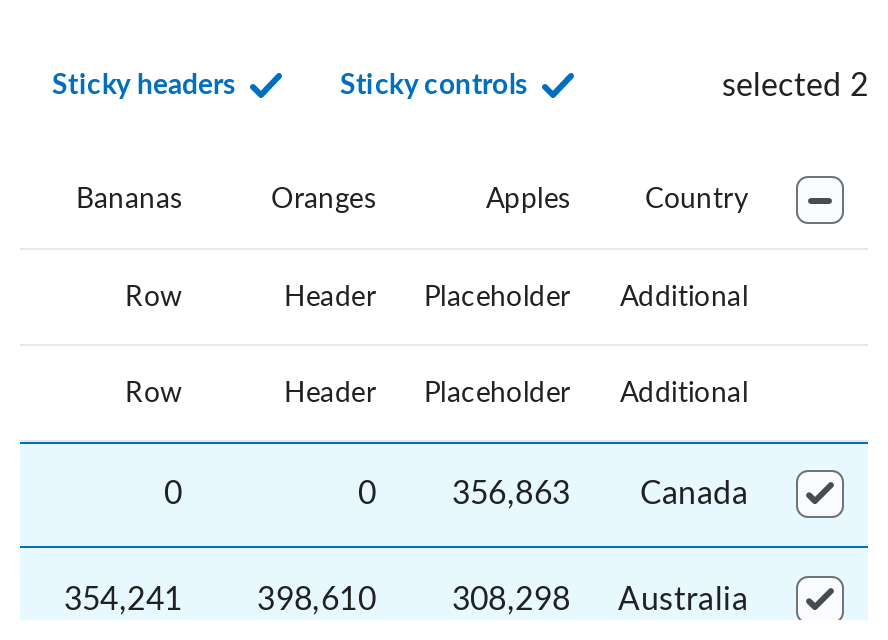 Sticky headers Sticky controls selected 2
Bananas Oranges Apples Country
Row Header Placeholder Additional
Row Header Placeholder Additional
0 0 356,863 Canada
354,241 398,610 308,298 Australia